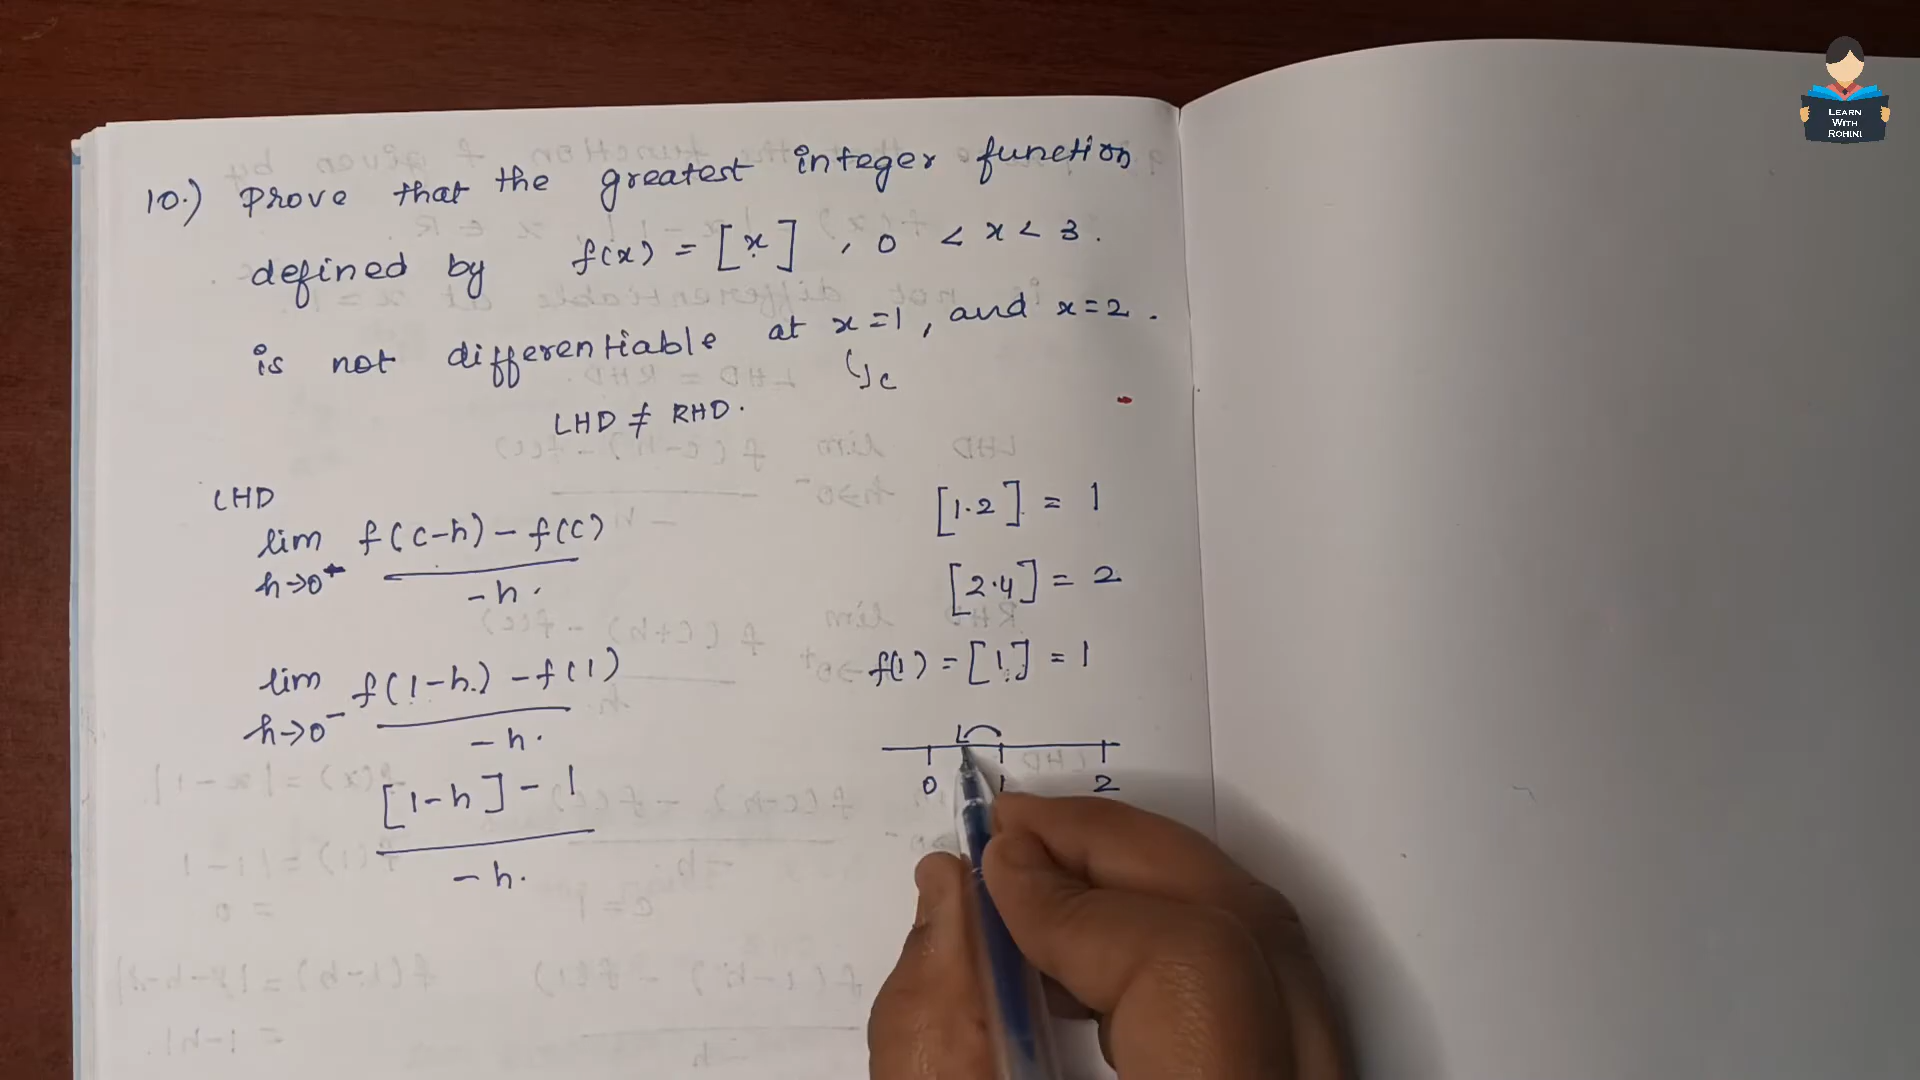 10.) Prove that the greatest integer function
defined by f(x) = [x] , 0 < x < 3.
is not differentiable at x=1, and x=2.
c
LHD ≠ RHD.
LHD
lim f(c-h) - f(c)
h→0⁻ -h.
lim f(1-h) - f(1)
h→0⁻ -h.
[1-h] - 1
-h.
[1.2] = 1
[2.4] = 2
f(1) = [1] = 1
0 1 2
LEARN
WITH
ROHINI